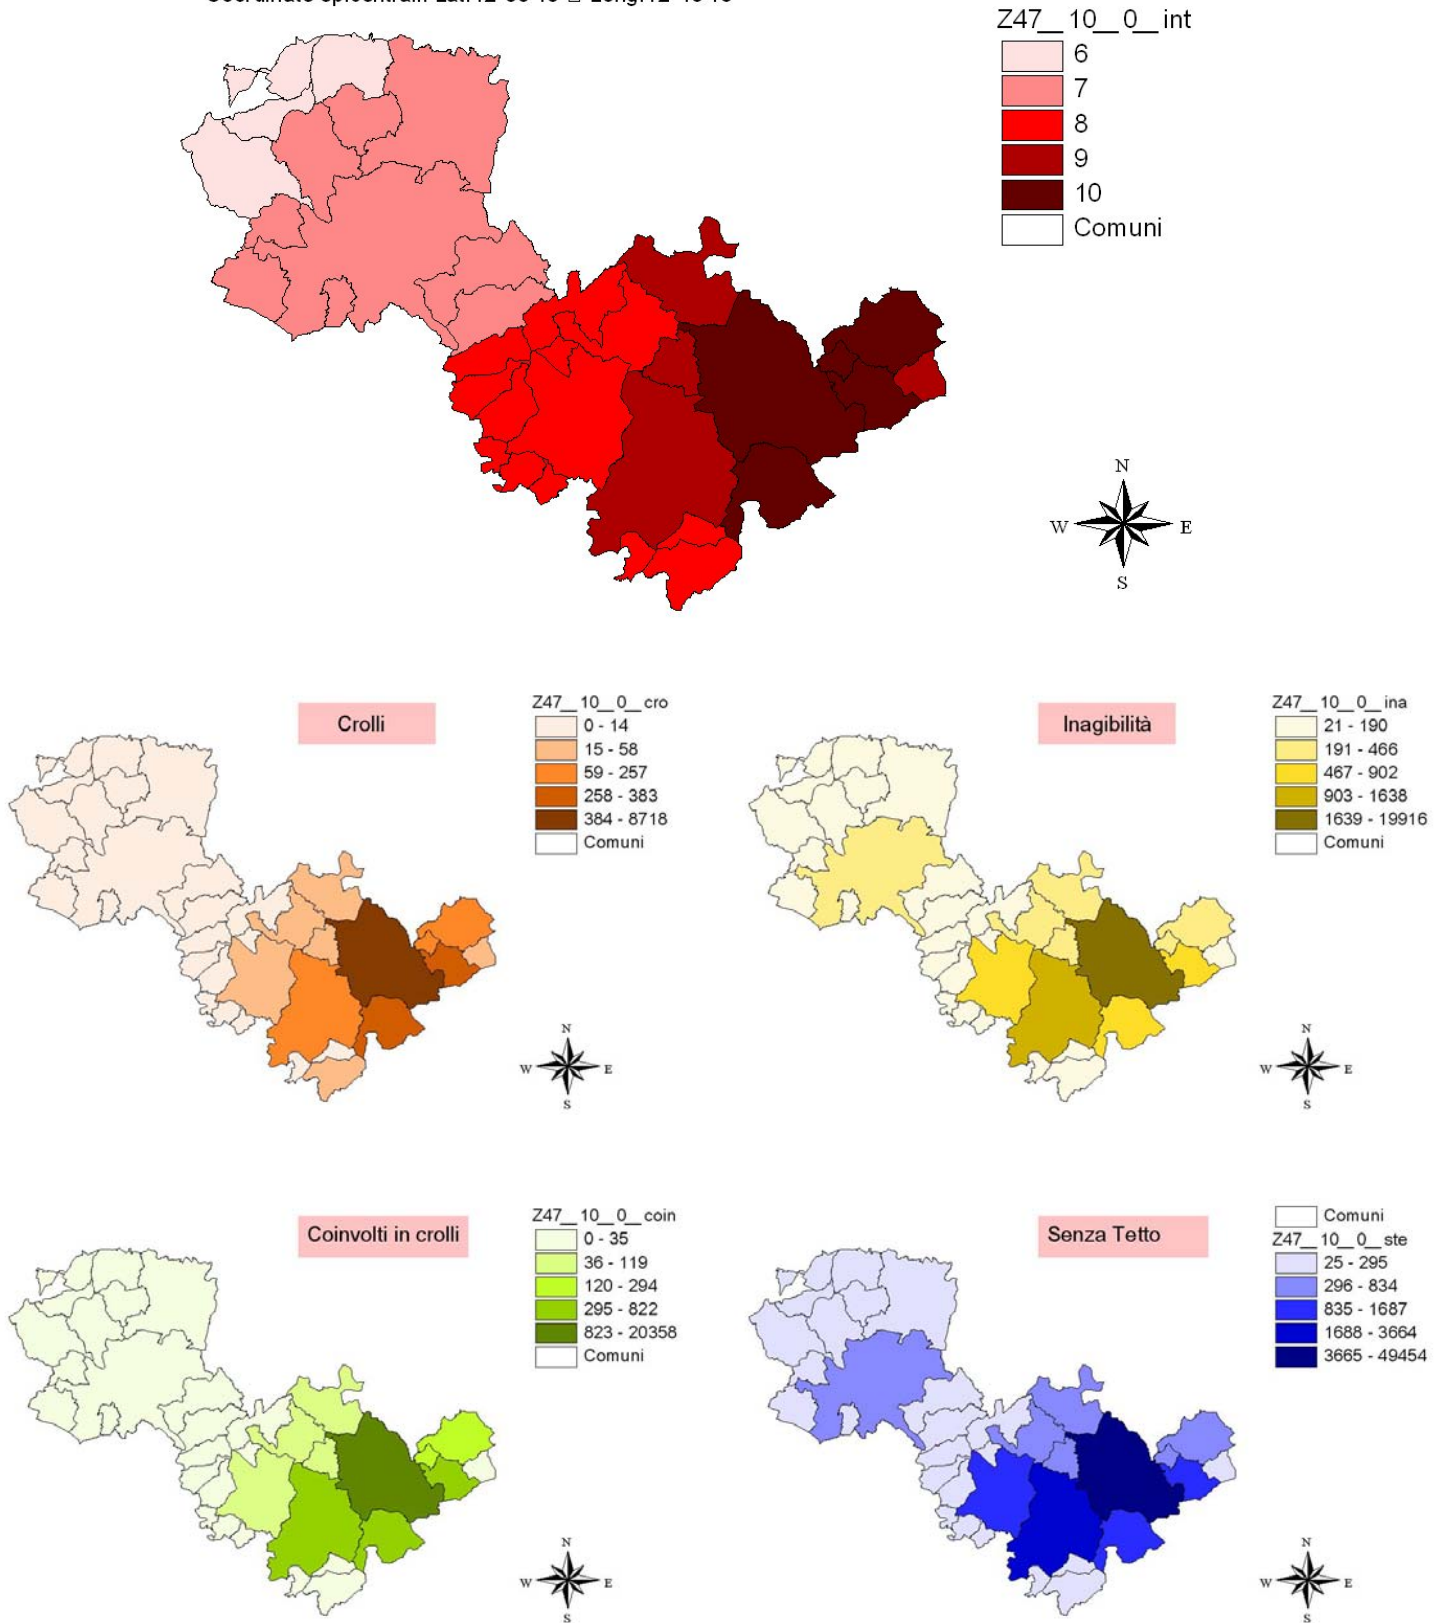 Z47__10__0__int
6
7
8
9
10
Comuni
N
W E
S
Crolli
Z47__10__0__cro
0 - 14
15 - 58
59 - 257
258 - 383
384 - 8718
Comuni
N
W E
S
Inagibilità
Z47__10__0__ina
21 - 190
191 - 466
467 - 902
903 - 1638
1639 - 19916
Comuni
N
W E
S
Coinvolti in crolli
Z47__10__0__coin
0 - 35
36 - 119
120 - 294
295 - 822
823 - 20358
Comuni
N
W E
S
Senza Tetto
Comuni
Z47__10__0__ste
25 - 295
296 - 834
835 - 1687
1688 - 3664
3665 - 49454
N
W E
S